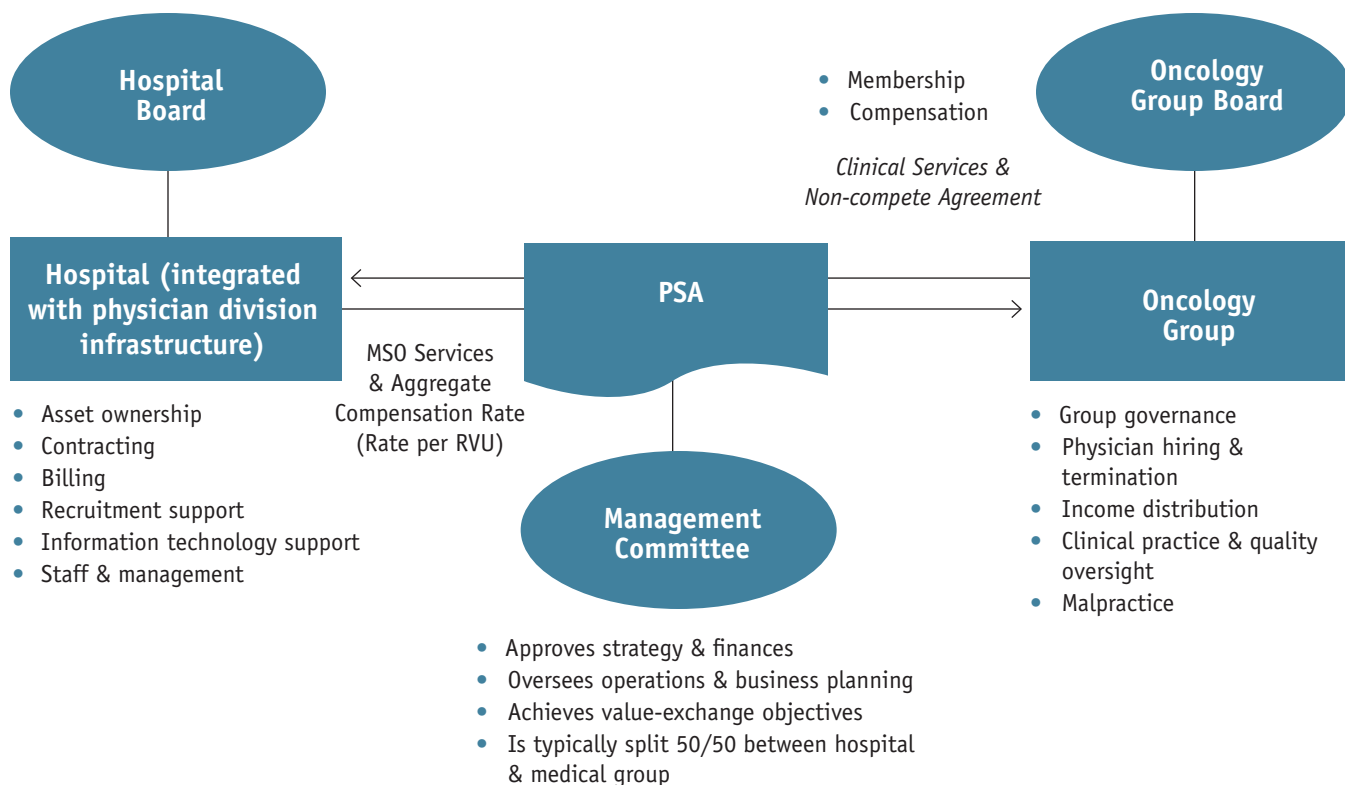 Hospital
Board
• Membership
• Compensation
Clinical Services &
Non-compete Agreement
Oncology
Group Board
Hospital (integrated
with physician division
infrastructure)
PSA
Oncology
Group
MSO Services
& Aggregate
Compensation Rate
(Rate per RVU)
• Asset ownership
• Contracting
• Billing
• Recruitment support
• Information technology support
• Staff & management
Management
Committee
• Group governance
• Physician hiring &
termination
• Income distribution
• Clinical practice & quality
oversight
• Malpractice
• Approves strategy & finances
• Oversees operations & business planning
• Achieves value-exchange objectives
• Is typically split 50/50 between hospital
& medical group